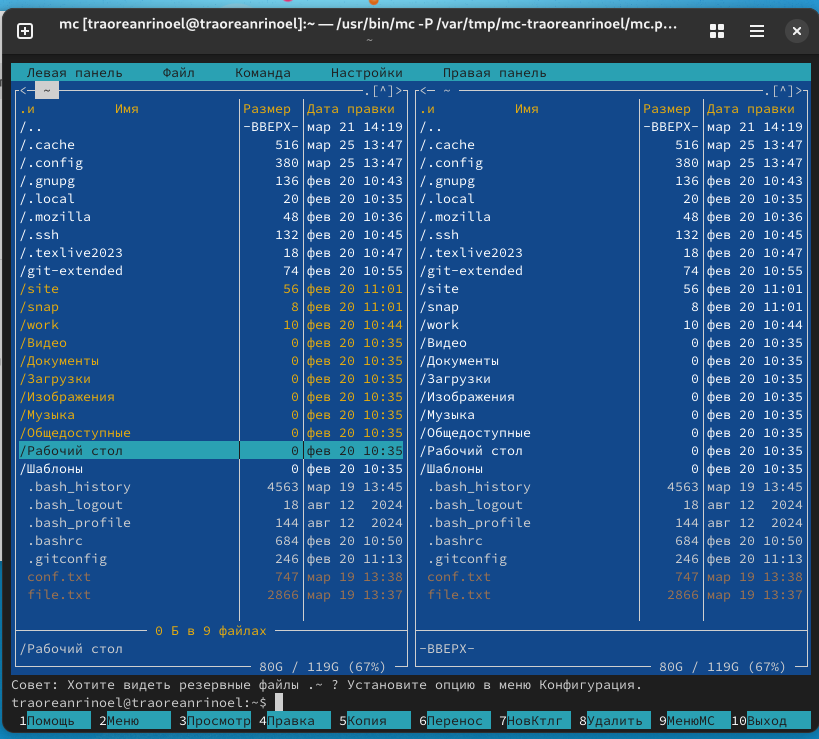 mc [traoreanrinoel@traoreanrinoel]:~ — /usr/bin/mc -P /var/tmp/mc-traoreanrinoel/mc.p…
~
Левая панель Файл Команда Настройки Правая панель
<─ ~ .[^]> <─ ~ .[^]>
.и Имя Размер Дата правки .и Имя Размер Дата правки
/.. -ВВЕРХ- мар 21 14:19 /.. -ВВЕРХ- мар 21 14:19
/.cache 516 мар 25 13:47 /.cache 516 мар 25 13:47
/.config 380 мар 25 13:47 /.config 380 мар 25 13:47
/.gnupg 136 фев 20 10:43 /.gnupg 136 фев 20 10:43
/.local 20 фев 20 10:35 /.local 20 фев 20 10:35
/.mozilla 48 фев 20 10:36 /.mozilla 48 фев 20 10:36
/.ssh 132 фев 20 10:45 /.ssh 132 фев 20 10:45
/.texlive2023 18 фев 20 10:47 /.texlive2023 18 фев 20 10:47
/git-extended 74 фев 20 10:55 /git-extended 74 фев 20 10:55
/site 56 фев 20 11:01 /site 56 фев 20 11:01
/snap 8 фев 20 11:01 /snap 8 фев 20 11:01
/work 10 фев 20 10:44 /work 10 фев 20 10:44
/Видео 0 фев 20 10:35 /Видео 0 фев 20 10:35
/Документы 0 фев 20 10:35 /Документы 0 фев 20 10:35
/Загрузки 0 фев 20 10:35 /Загрузки 0 фев 20 10:35
/Изображения 0 фев 20 10:35 /Изображения 0 фев 20 10:35
/Музыка 0 фев 20 10:35 /Музыка 0 фев 20 10:35
/Общедоступные 0 фев 20 10:35 /Общедоступные 0 фев 20 10:35
/Рабочий стол 0 фев 20 10:35 /Рабочий стол 0 фев 20 10:35
/Шаблоны 0 фев 20 10:35 /Шаблоны 0 фев 20 10:35
.bash_history 4563 мар 19 13:45 .bash_history 4563 мар 19 13:45
.bash_logout 18 авг 12 2024 .bash_logout 18 авг 12 2024
.bash_profile 144 авг 12 2024 .bash_profile 144 авг 12 2024
.bashrc 684 фев 20 10:50 .bashrc 684 фев 20 10:50
.gitconfig 246 фев 20 11:13 .gitconfig 246 фев 20 11:13
conf.txt 747 мар 19 13:38 conf.txt 747 мар 19 13:38
file.txt 2866 мар 19 13:37 file.txt 2866 мар 19 13:37
0 Б в 9 файлах
/Рабочий стол -ВВЕРХ-
80G / 119G (67%) 80G / 119G (67%)
Совет: Хотите видеть резервные файлы .~ ? Установите опцию в меню Конфигурация.
traoreanrinoel@traoreanrinoel:~$
1Помощь 2Меню 3Просмотр 4Правка 5Копия 6Перенос 7НовКтлг 8Удалить 9МенюМС 10Выход